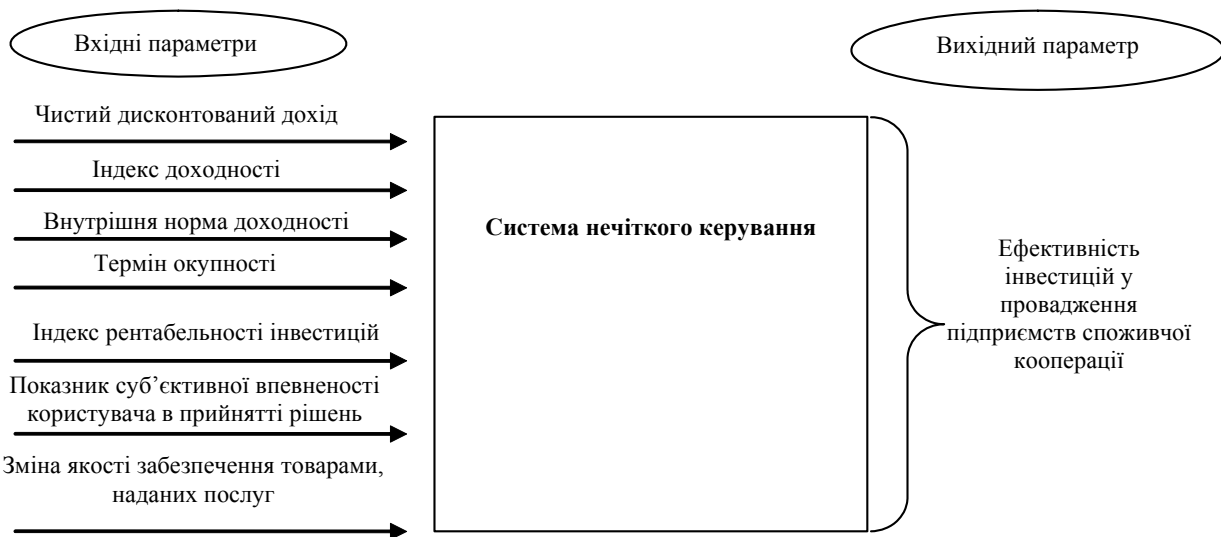 Вхідні параметри
Вихідний параметр
Чистий дисконтований дохід
Індекс доходності
Внутрішня норма доходності
Термін окупності
Індекс рентабельності інвестицій
Показник суб’єктивної впевненості
користувача в прийнятті рішень
Зміна якості забезпечення товарами,
наданих послуг
Система нечіткого керування
Ефективність
інвестицій у
провадження
підприємств споживчої
кооперації